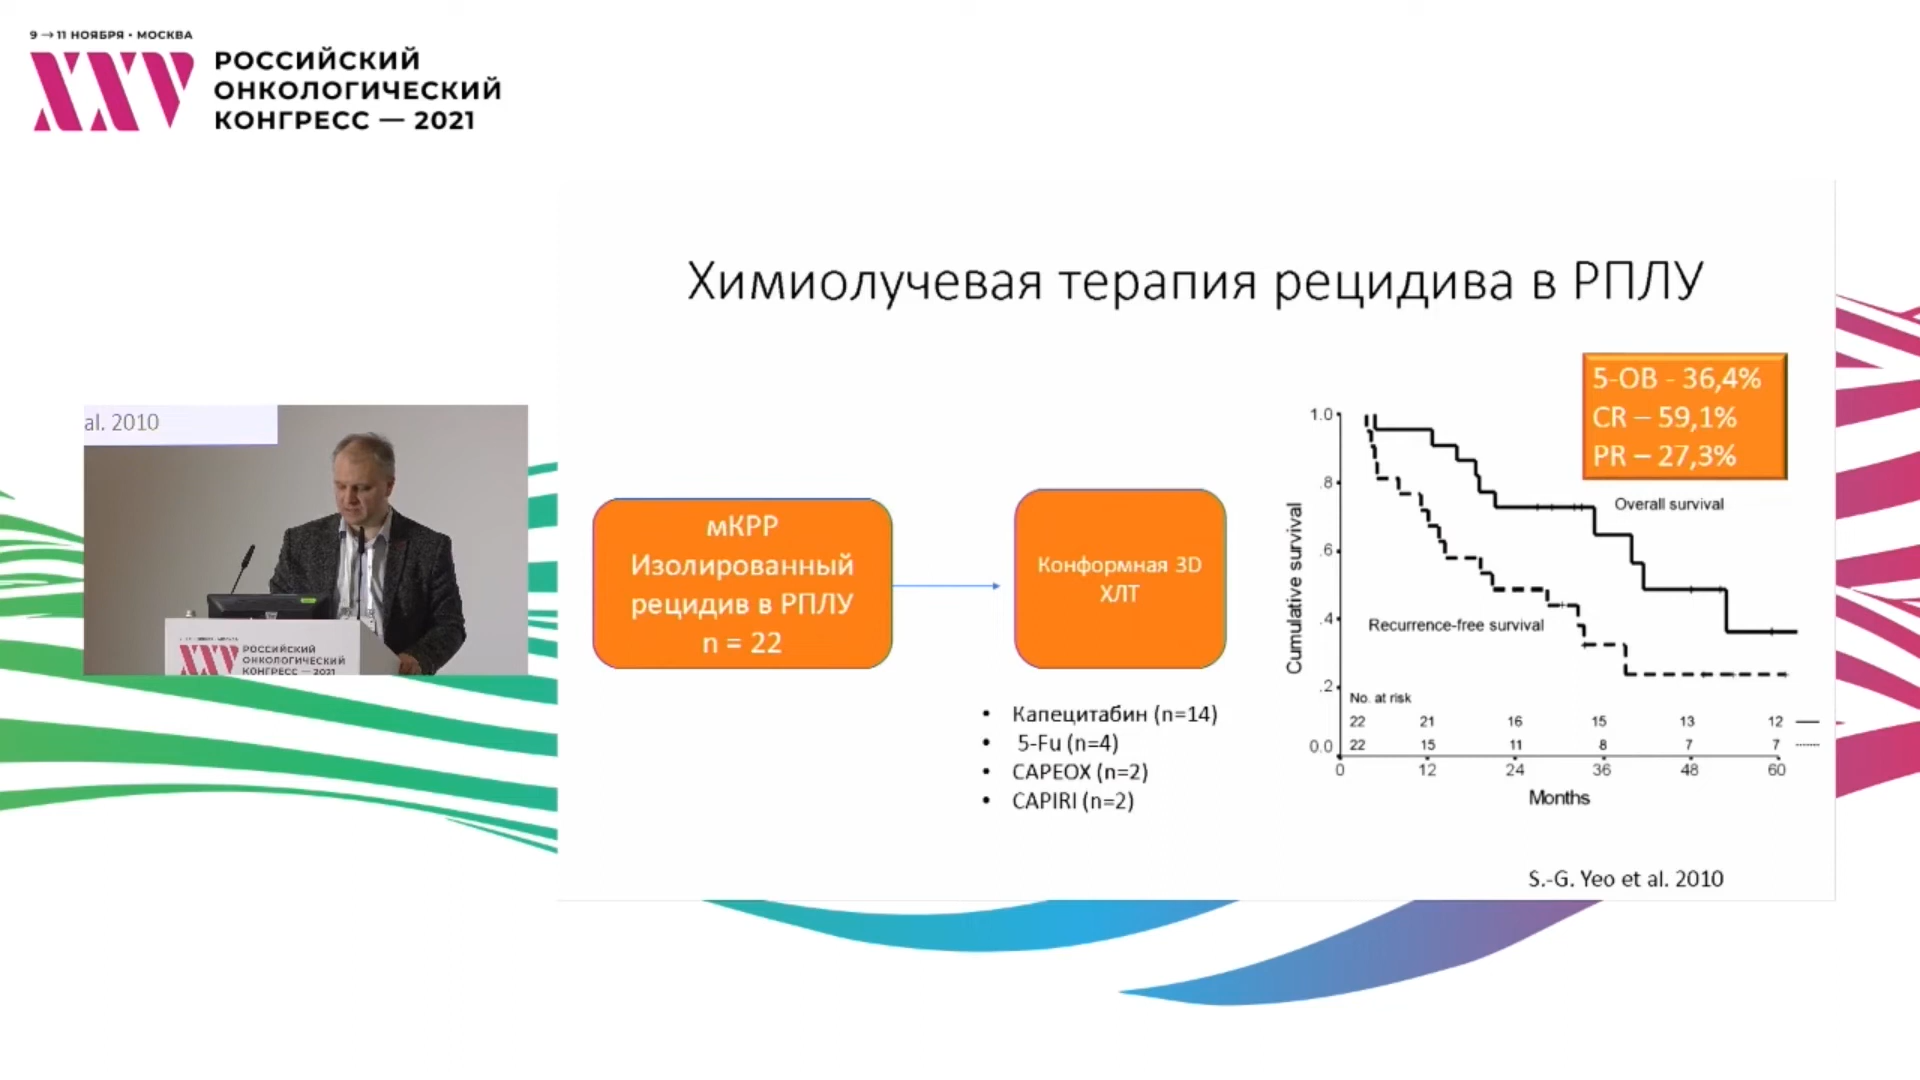 9 → 11 НОЯБРЯ • МОСКВА
XXV
РОССИЙСКИЙ
ОНКОЛОГИЧЕСКИЙ
КОНГРЕСС — 2021
al. 2010
XXV
РОССИЙСКИЙ
ОНКОЛОГИЧЕСКИЙ
КОНГРЕСС — 2021
Химиолучевая терапия рецидива в РПЛУ
мКРР
Изолированный
рецидив в РПЛУ
n = 22
Конформная 3D
ХЛТ
• Капецитабин (n=14)
• 5-Fu (n=4)
• CAPEOX (n=2)
• CAPIRI (n=2)
5-ОВ - 36,4%
CR – 59,1%
PR – 27,3%
Cumulative survival
1.0
.8
.6
.4
.2
0.0
Overall survival
Recurrence-free survival
No. at risk
22 21 16 15 13 12
22 15 11 8 7 7
0 12 24 36 48 60
Months
S.-G. Yeo et al. 2010